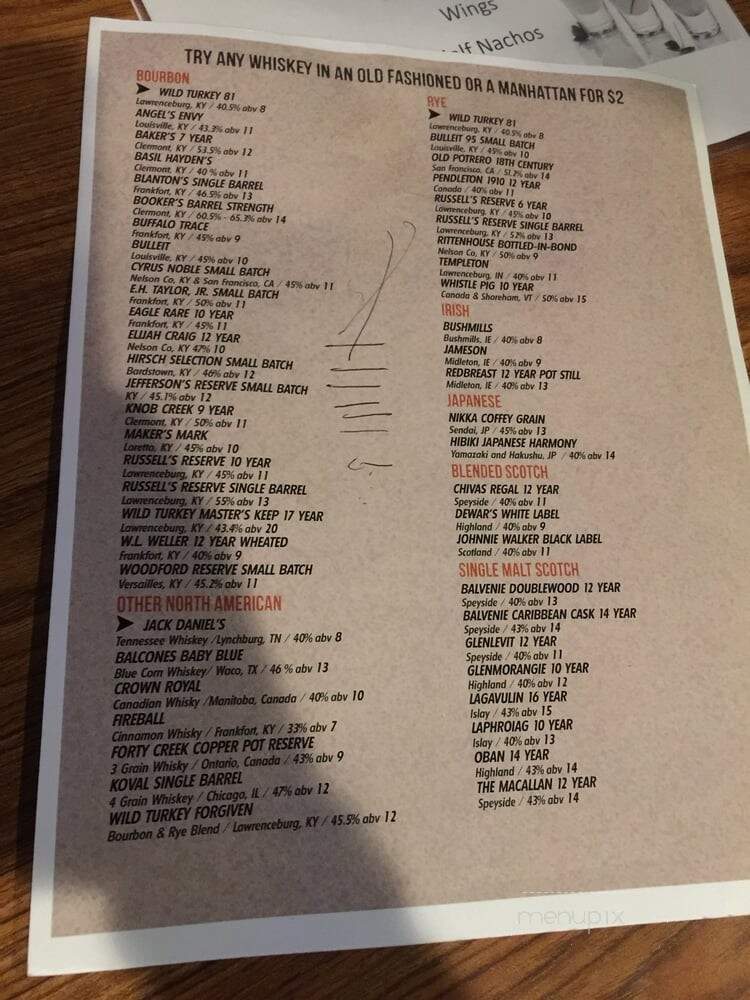 Wings
lf Nachos
TRY ANY WHISKEY IN AN OLD FASHIONED OR A MANHATTAN FOR $2
BOURBON
➤ WILD TURKEY 81
Lawrenceburg, KY / 40.5% abv 8
ANGEL'S ENVY
Louisville, KY / 43.3% abv 11
BAKER'S 7 YEAR
Clermont, KY / 53.5% abv 12
BASIL HAYDEN'S
Clermont, KY / 40 % abv 11
BLANTON'S SINGLE BARREL
Frankfort, KY / 46.5% abv 13
BOOKER'S BARREL STRENGTH
Clermont, KY / 60.5% - 65.3% abv 14
BUFFALO TRACE
Frankfort, KY / 45% abv 9
BULLEIT
Louisville, KY / 45% abv 10
CYRUS NOBLE SMALL BATCH
Nelson Co, KY & San Francisco, CA / 45% abv 11
E.H. TAYLOR, JR. SMALL BATCH
Frankfort, KY / 50% abv 11
EAGLE RARE 10 YEAR
Frankfort, KY / 45% 11
ELIJAH CRAIG 12 YEAR
Nelson Co, KY 47% 10
HIRSCH SELECTION SMALL BATCH
Bardstown, KY / 46% abv 12
JEFFERSON'S RESERVE SMALL BATCH
KY / 45.1% abv 12
KNOB CREEK 9 YEAR
Clermont, KY / 50% abv 11
MAKER'S MARK
Loretto, KY / 45% abv 10
RUSSELL'S RESERVE 10 YEAR
Lawrenceburg, KY / 45% abv 11
RUSSELL'S RESERVE SINGLE BARREL
Lawrenceburg, KY / 55% abv 13
WILD TURKEY MASTER'S KEEP 17 YEAR
Lawrenceburg, KY / 43.4% abv 20
W.L. WELLER 12 YEAR WHEATED
Frankfort, KY / 40% abv 9
WOODFORD RESERVE SMALL BATCH
Versailles, KY / 45.2% abv 11
OTHER NORTH AMERICAN
➤ JACK DANIEL'S
Tennessee Whiskey /Lynchburg, TN / 40% abv 8
BALCONES BABY BLUE
Blue Corn Whiskey/ Waco, TX / 46 % abv 13
CROWN ROYAL
Canadian Whisky /Manitoba, Canada / 40% abv 10
FIREBALL
Cinnamon Whisky / Frankfort, KY / 33% abv 7
FORTY CREEK COPPER POT RESERVE
3 Grain Whisky / Ontario, Canada / 43% abv 9
KOVAL SINGLE BARREL
4 Grain Whiskey / Chicago, IL / 47% abv 12
WILD TURKEY FORGIVEN
Bourbon & Rye Blend / Lawrenceburg, KY / 45.5% abv 12
RYE
➤ WILD TURKEY 81
Lawrenceburg, KY / 40.5% abv 8
BULLEIT 95 SMALL BATCH
Louisville, KY / 45% abv 10
OLD POTRERO 18TH CENTURY
San Francisco, CA / 51.2% abv 14
PENDLETON 1910 12 YEAR
Canada / 40% abv 11
RUSSELL'S RESERVE 6 YEAR
Lawrenceburg, KY / 45% abv 10
RUSSELL'S RESERVE SINGLE BARREL
Lawrenceburg, KY / 52% abv 13
RITTENHOUSE BOTTLED-IN-BOND
Nelson Co, KY / 50% abv 9
TEMPLETON
Lawrenceburg, IN / 40% abv 11
WHISTLE PIG 10 YEAR
Canada & Shoreham, VT / 50% abv 15
IRISH
BUSHMILLS
Bushmills, IE / 40% abv 8
JAMESON
Midleton, IE / 40% abv 9
REDBREAST 12 YEAR POT STILL
Midleton, IE / 40% abv 13
JAPANESE
NIKKA COFFEY GRAIN
Sendai, JP / 45% abv 13
HIBIKI JAPANESE HARMONY
Yamazaki and Hakushu, JP / 40% abv 14
BLENDED SCOTCH
CHIVAS REGAL 12 YEAR
Speyside / 40% abv 11
DEWAR'S WHITE LABEL
Highland / 40% abv 9
JOHNNIE WALKER BLACK LABEL
Scotland / 40% abv 11
SINGLE MALT SCOTCH
BALVENIE DOUBLEWOOD 12 YEAR
Speyside / 40% abv 13
BALVENIE CARIBBEAN CASK 14 YEAR
Speyside / 43% abv 14
GLENLEVIT 12 YEAR
Speyside / 40% abv 11
GLENMORANGIE 10 YEAR
Highland / 40% abv 12
LAGAVULIN 16 YEAR
Islay / 43% abv 15
LAPHROIAG 10 YEAR
Islay / 40% abv 13
OBAN 14 YEAR
Highland / 43% abv 14
THE MACALLAN 12 YEAR
Speyside / 43% abv 14
menupix